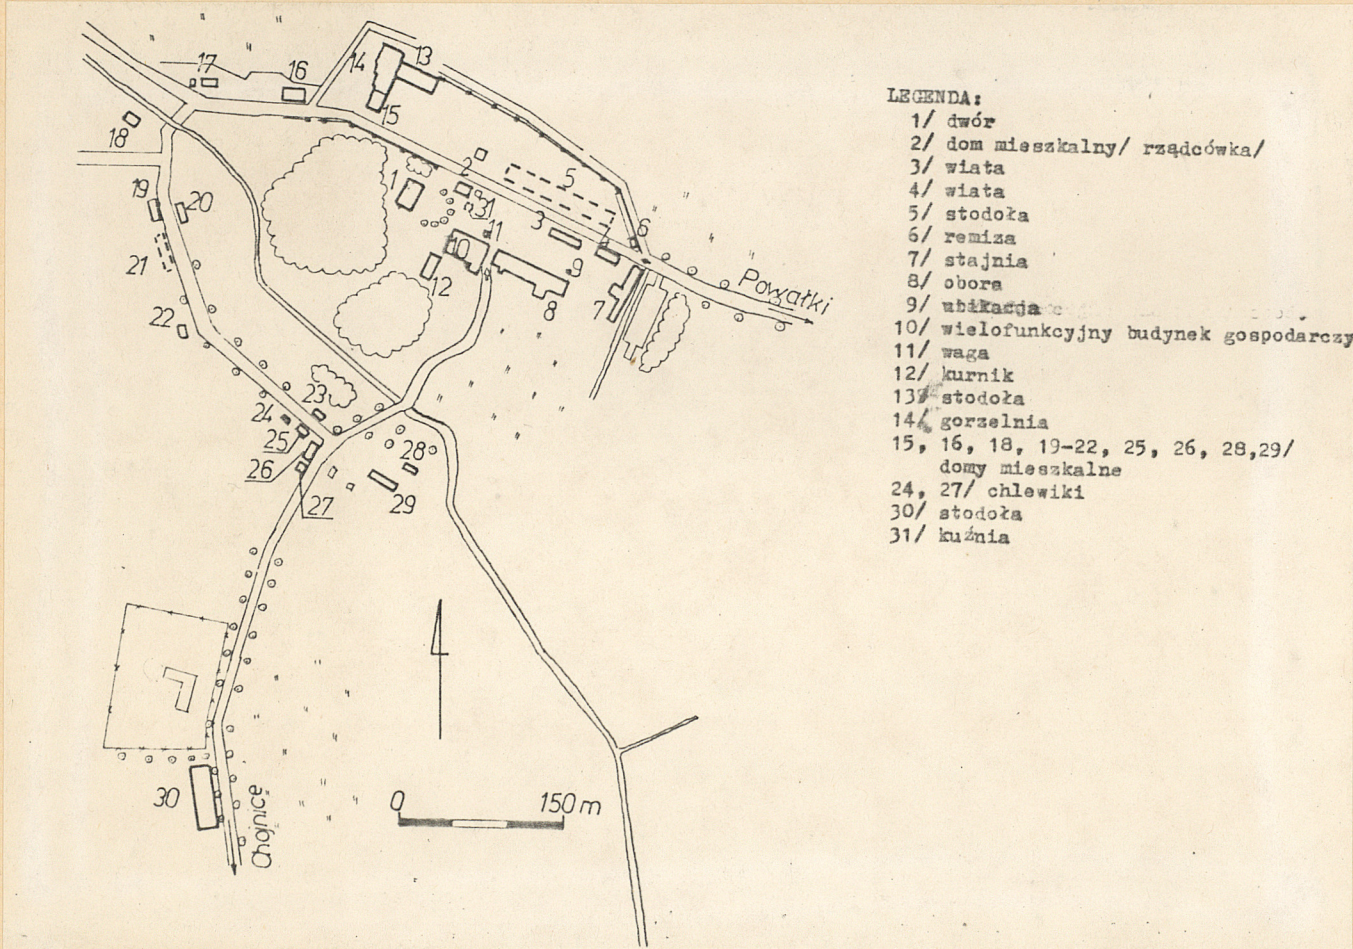 17
16
14
13
15
18
2
1
5
19
20
31
3
6
11
10
9
21
12
8
7
Powałki
22
23
24
25
28
26
27
29
30
Chojnice
0 150 m
LEGENDA:
1/ dwór
2/ dom mieszkalny/ rządcówka/
3/ wiata
4/ wiata
5/ stodoła
6/ remiza
7/ stajnia
8/ obora
9/ ubikacja
10/ wielofunkcyjny budynek gospodarczy
11/ waga
12/ kurnik
13/ stodoła
14/ gorzelnia
15, 16, 18, 19-22, 25, 26, 28,29/
domy mieszkalne
24, 27/ chlewiki
30/ stodoła
31/ kuźnia